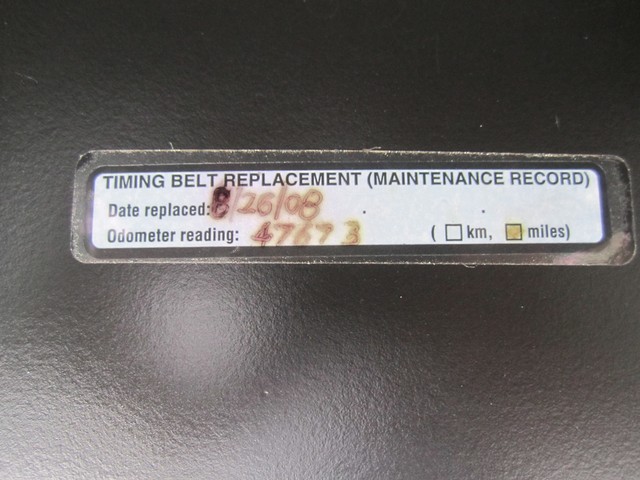 TIMING BELT REPLACEMENT (MAINTENANCE RECORD)
Date replaced: 8/26/08
Odometer reading: 47673 ( km, miles)